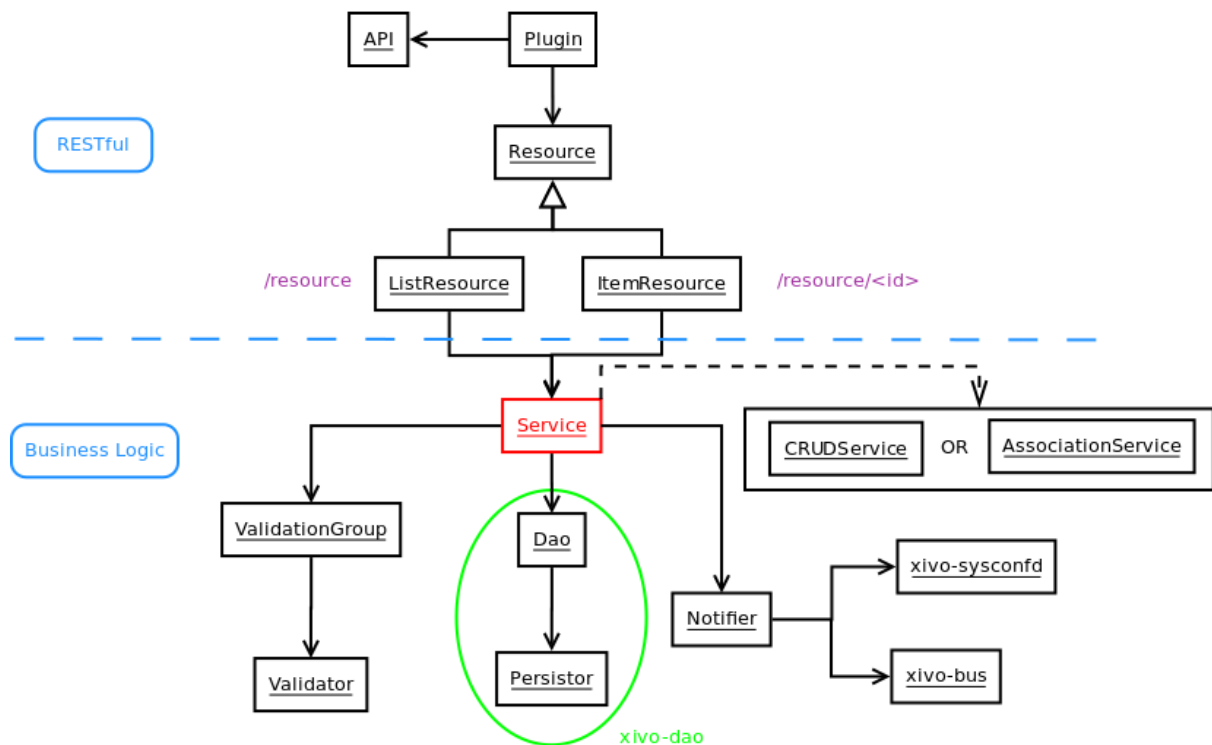 API
Plugin
RESTful
Resource
/resource
ListResource
ItemResource
/resource/<id>
Service
Business Logic
CRUDService
OR
AssociationService
ValidationGroup
Dao
xivo-sysconfd
Notifier
Validator
Persistor
xivo-bus
xivo-dao